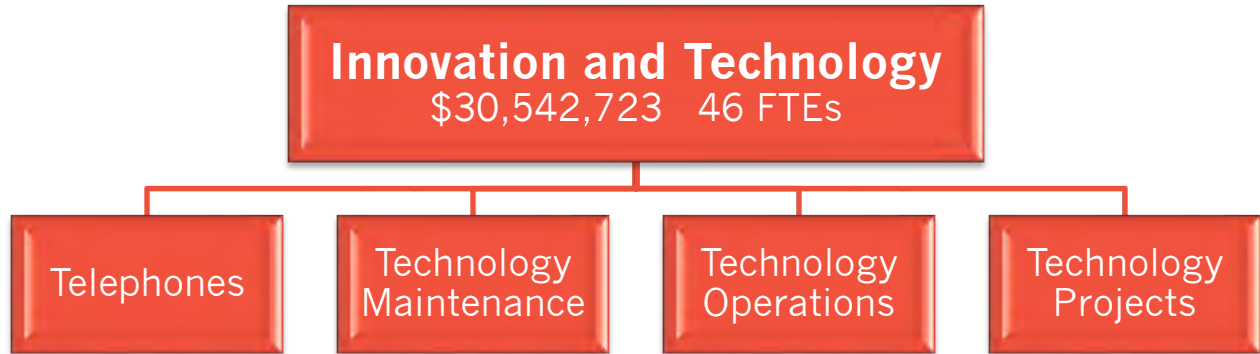 Innovation and Technology
$30,542,723 46 FTEs
Telephones
Technology
Maintenance
Technology
Operations
Technology
Projects